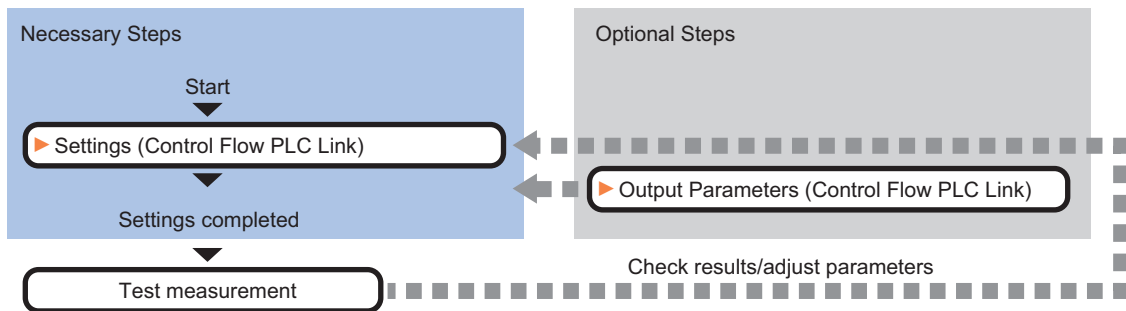 Necessary Steps
Start
Settings (Control Flow PLC Link)
Settings completed
Test measurement
Optional Steps
Output Parameters (Control Flow PLC Link)
Check results/adjust parameters